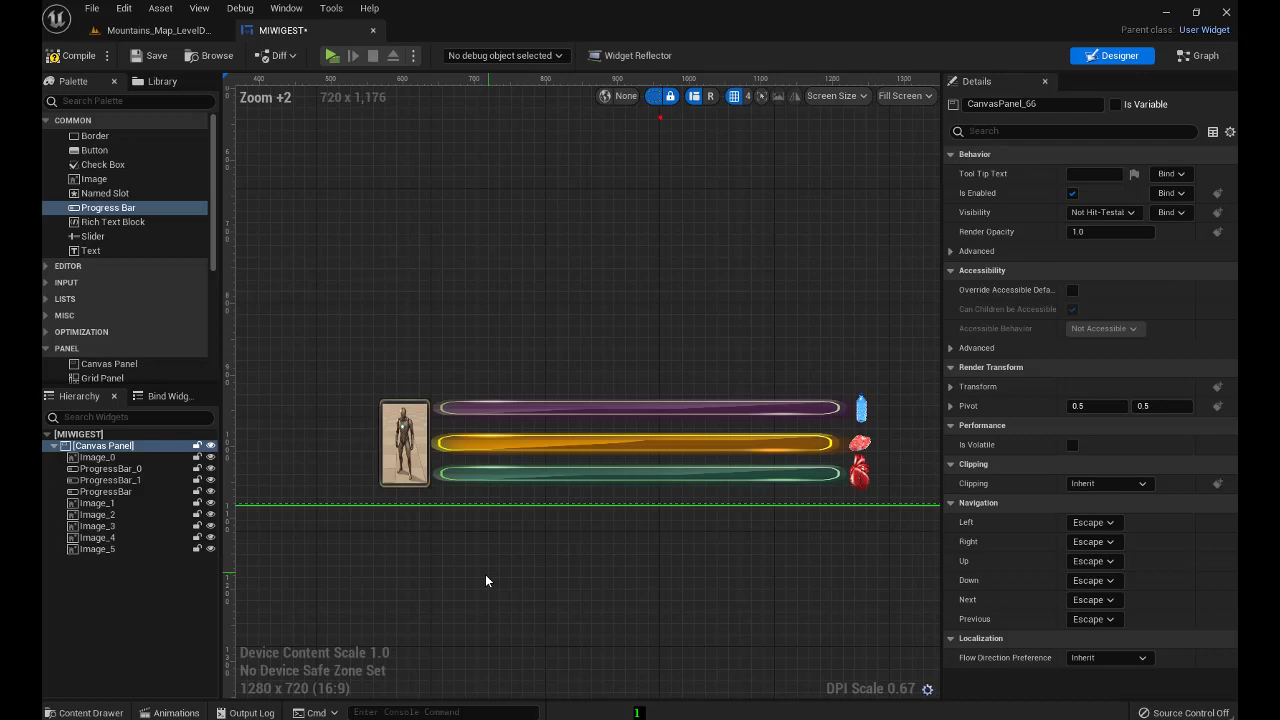 File Edit Asset View Debug Window Tools Help
Mountains_Map_LevelD... MIWIGEST•
Parent class: User Widget
Compile Save Browse Diff No debug object selected Widget Reflector Designer Graph
Palette Library
Search Palette
COMMON
Border
Button
Check Box
Image
Named Slot
Progress Bar
Rich Text Block
Slider
Text
EDITOR
INPUT
LISTS
MISC
OPTIMIZATION
PANEL
Canvas Panel
Grid Panel
Hierarchy Bind Widg...
Search Widgets
[MIWIGEST]
[Canvas Panel]
Image_0
ProgressBar_0
ProgressBar_1
ProgressBar
Image_1
Image_2
Image_3
Image_4
Image_5
400 500 600 700 800 900 1000 1100 1200 1300
Zoom +2 720 x 1,176
None R 4 Screen Size Fill Screen
Device Content Scale 1.0
No Device Safe Zone Set
1280 x 720 (16:9)
DPI Scale 0.67
Details
CanvasPanel_66 Is Variable
Search
Behavior
Tool Tip Text Bind
Is Enabled Bind
Visibility Not Hit-Testal Bind
Render Opacity 1.0
Advanced
Accessibility
Override Accessible Defa...
Can Children be Accessible
Accessible Behavior Not Accessible
Advanced
Render Transform
Transform
Pivot 0.5 0.5
Performance
Is Volatile
Clipping
Clipping Inherit
Navigation
Left Escape
Right Escape
Up Escape
Down Escape
Next Escape
Previous Escape
Localization
Flow Direction Preference Inherit
Content Drawer Animations Output Log Cmd Enter Console Command 1 Source Control Off